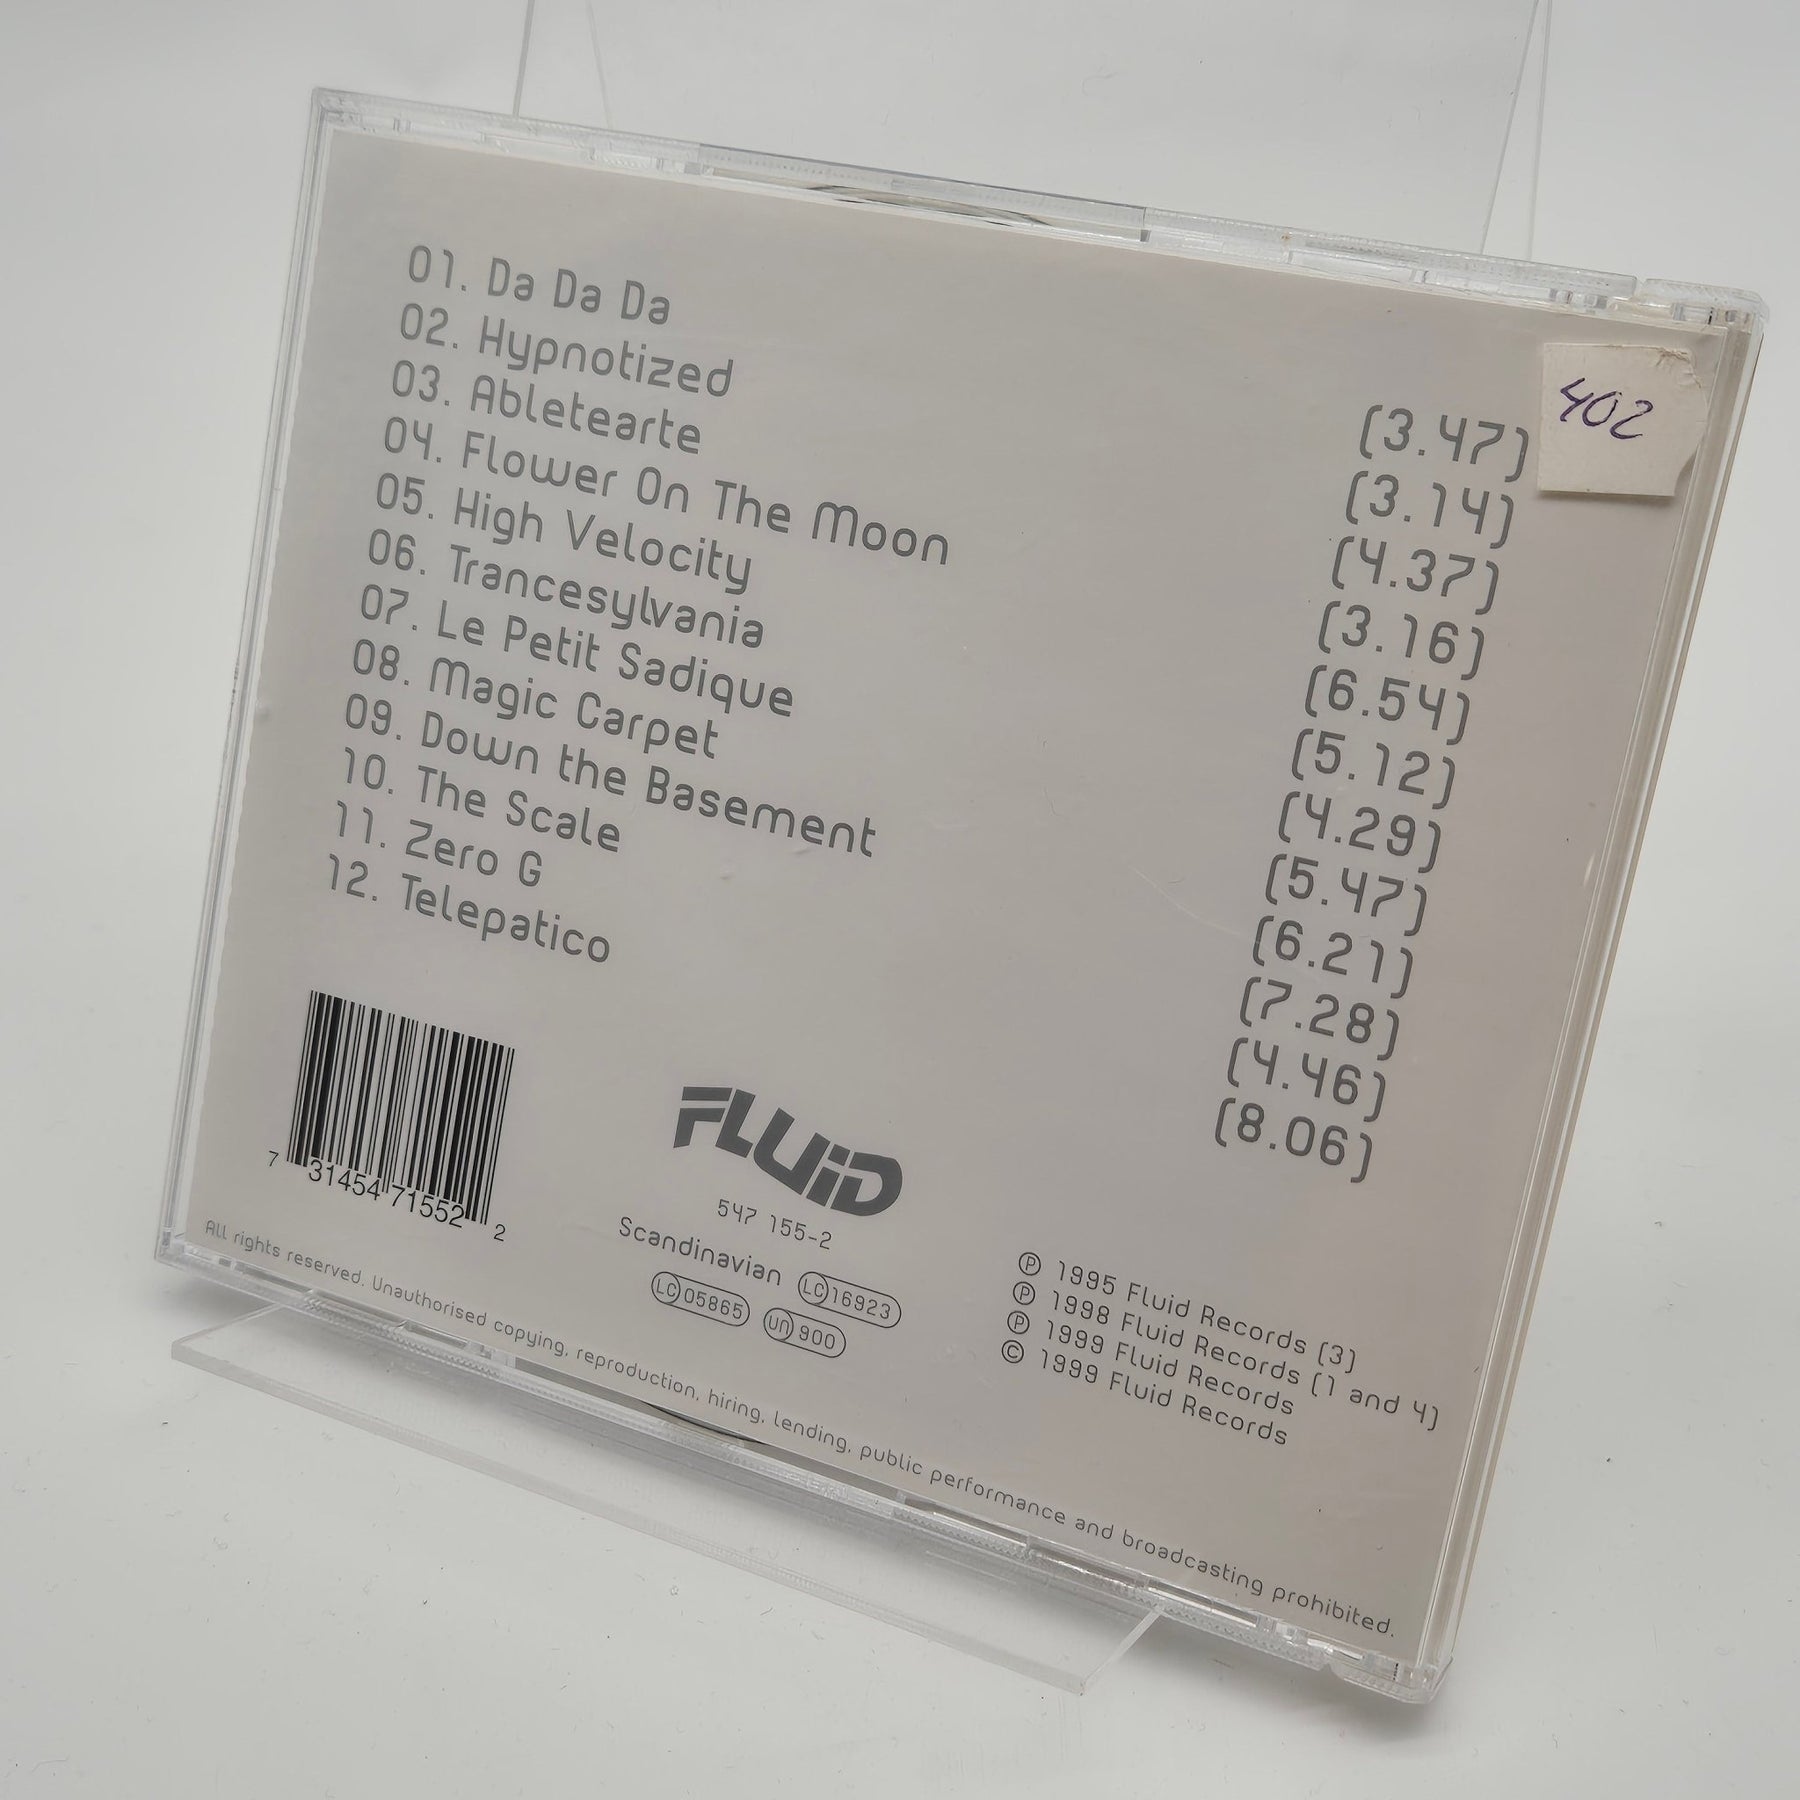 01. Da Da Da (3.47)
02. Hypnotized (3.14)
03. Abletearte (4.37)
04. Flower On The Moon (3.16)
05. High Velocity (6.54)
06. Trancesylvania (5.12)
07. Le Petit Sadique (4.29)
08. Magic Carpet (5.47)
09. Down the Basement (6.21)
10. The Scale (7.28)
11. Zero G (4.46)
12. Telepatico (8.06)
402
7 31454 71552 2
FLUiD
547 155-2
Scandinavian LC 16923
LC 05865 un 900
℗ 1995 Fluid Records (3)
℗ 1998 Fluid Records (1 and 4)
℗ 1999 Fluid Records
© 1999 Fluid Records
All rights reserved. Unauthorised copying, reproduction, hiring, lending, public performance and broadcasting prohibited.